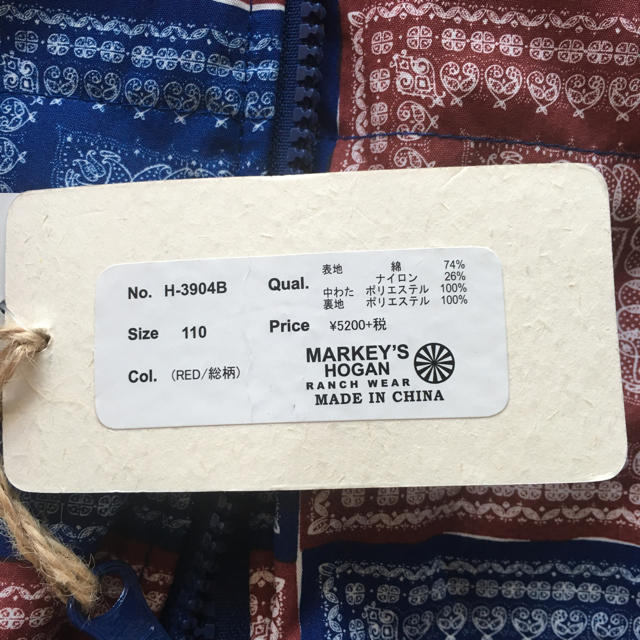 No. H-3904B
Size 110
Col. (RED/総柄)
Qual. 表地 綿 74%
ナイロン 26%
中わた ポリエステル 100%
裏地 ポリエステル 100%
Price ¥5200+税
MARKEY'S
HOGAN
RANCH WEAR
MADE IN CHINA